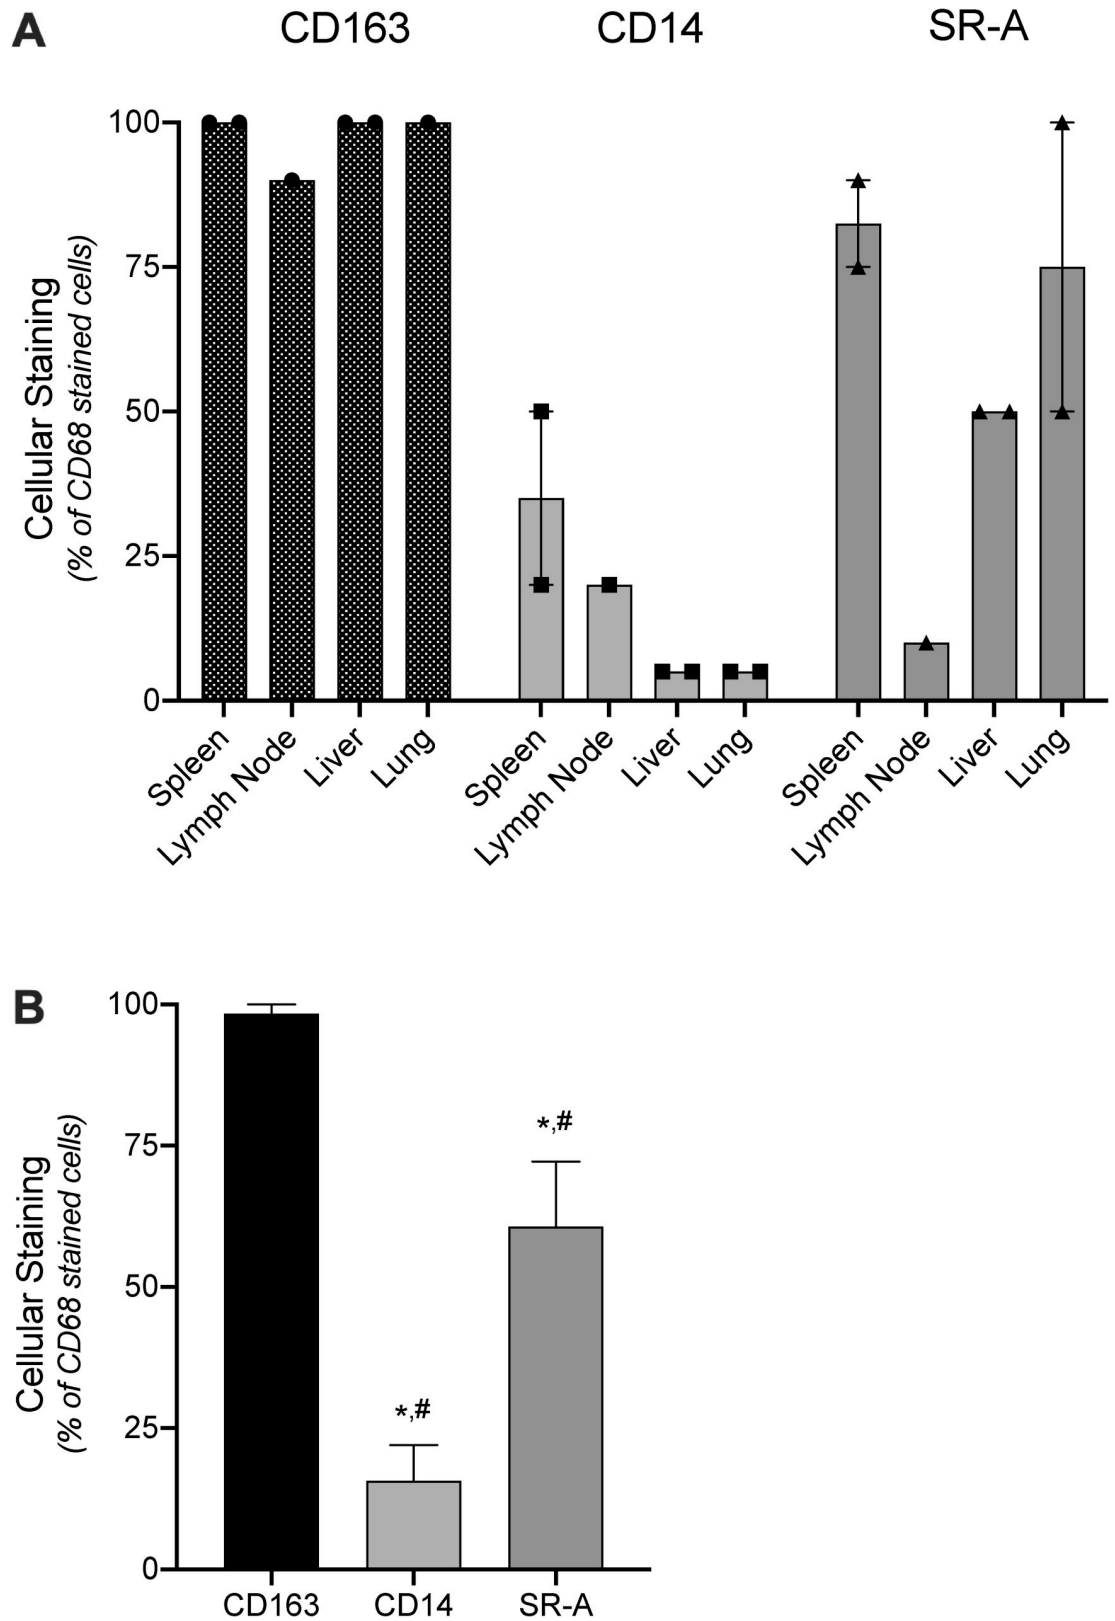 A
CD163 CD14 SR-A
Cellular Staining
(% of CD68 stained cells)
100
75
50
25
0
Spleen Lymph Node Liver Lung Spleen Lymph Node Liver Lung Spleen Lymph Node Liver Lung
B
Cellular Staining
(% of CD68 stained cells)
100
75
50
25
0
*,#
*,#
CD163 CD14 SR-A